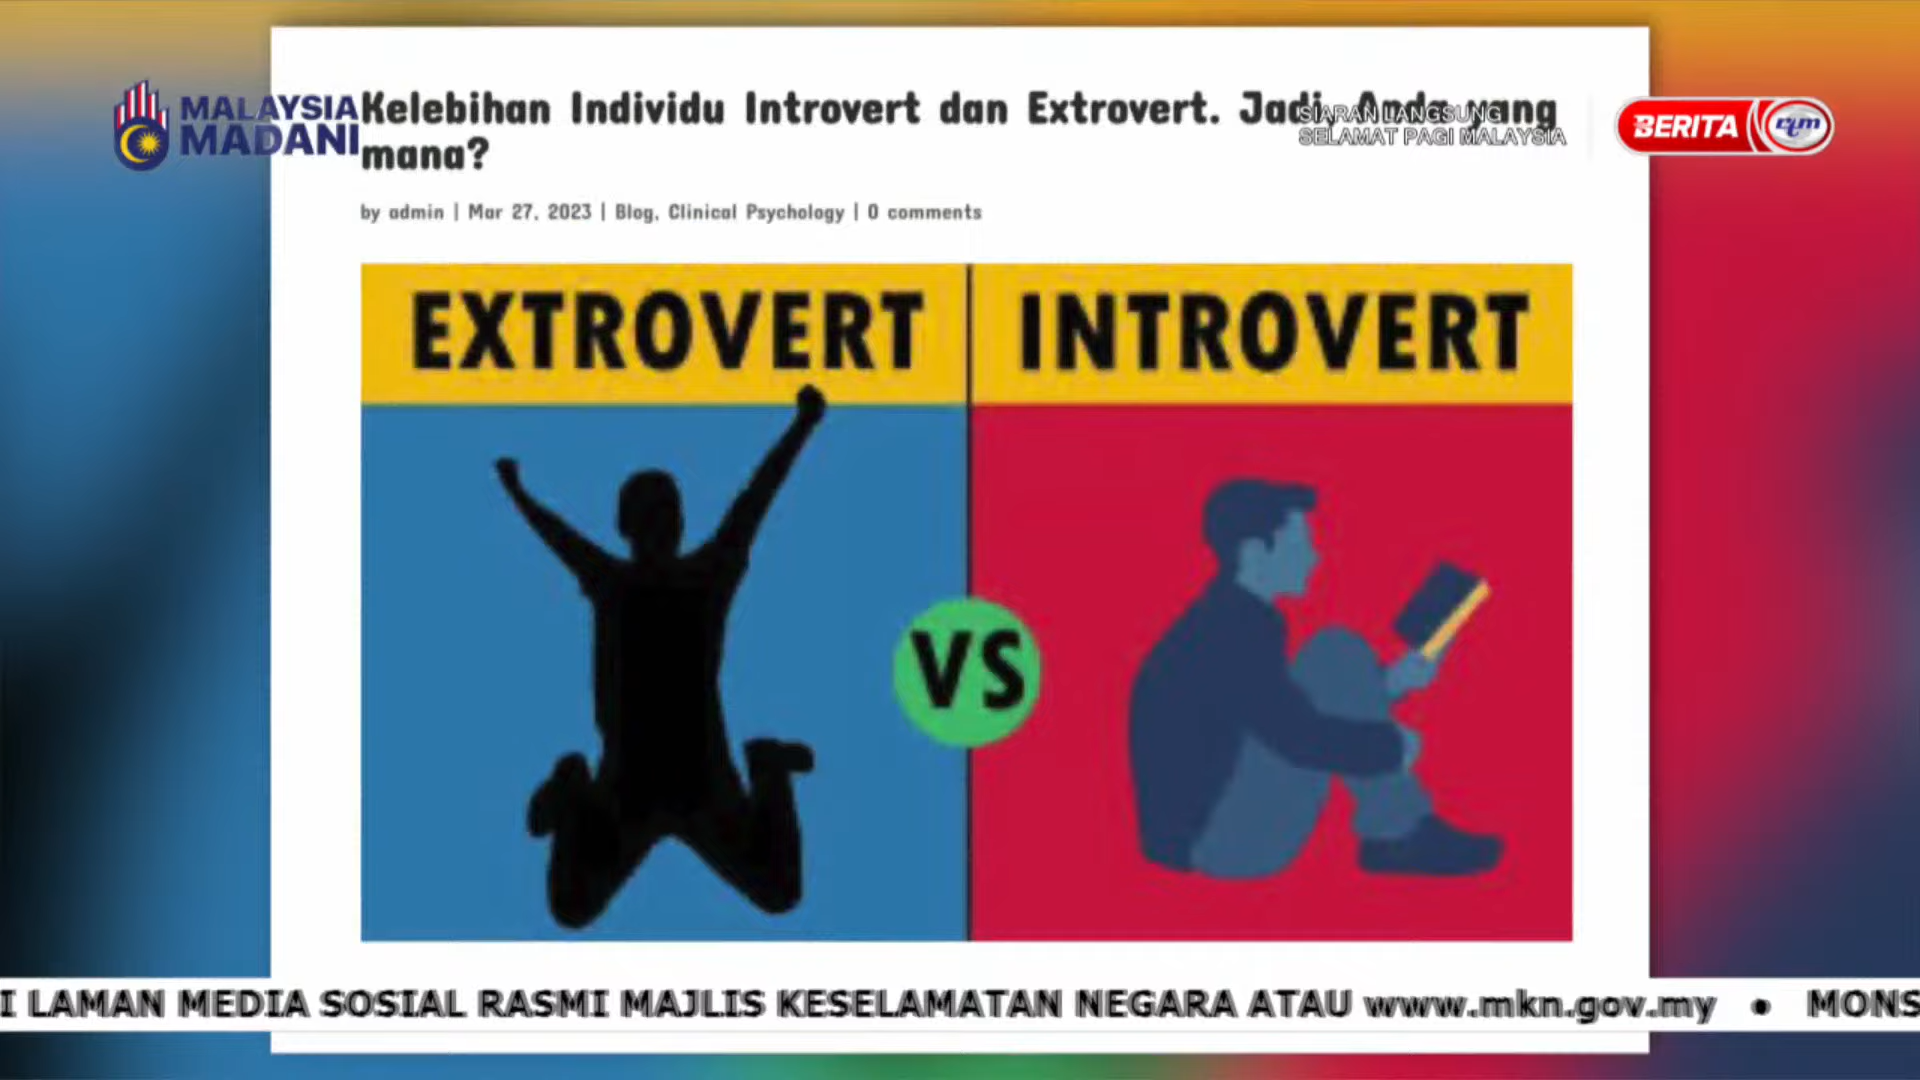 MALAYSIA
MADANI
Kelebihan Individu Introvert dan Extrovert. Jadi, Anda yang
mana?
SIARAN LANGSUNG
SELAMAT PAGI MALAYSIA
BERITA rtm
by admin | Mar 27, 2023 | Blog, Clinical Psychology | 0 comments
EXTROVERT
INTROVERT
VS
I LAMAN MEDIA SOSIAL RASMI MAJLIS KESELAMATAN NEGARA ATAU www.mkn.gov.my • MONS